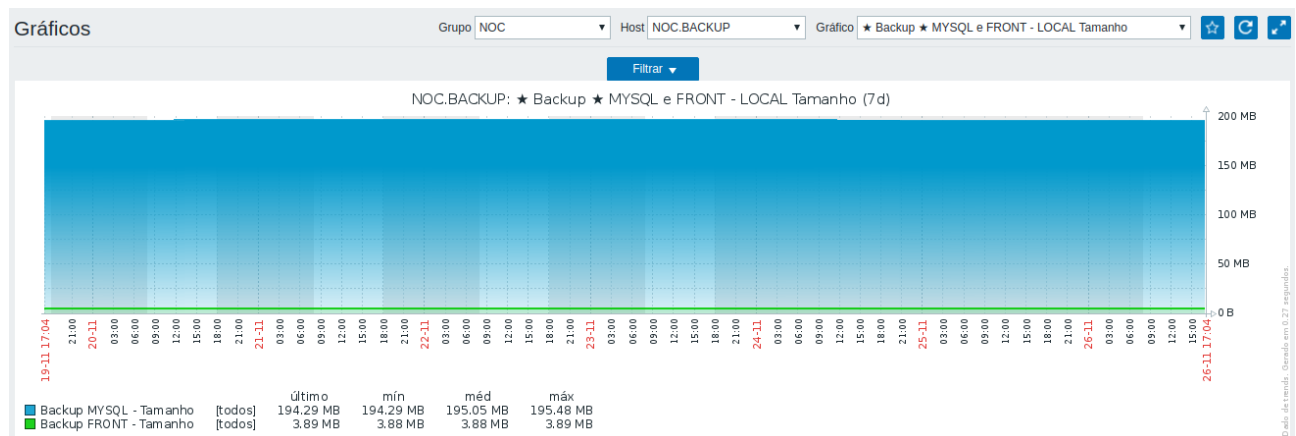 Gráficos Grupo NOC Host NOC.BACKUP Gráfico ★ Backup ★ MYSQL e FRONT - LOCAL Tamanho
Filtrar
NOC.BACKUP: ★ Backup ★ MYSQL e FRONT - LOCAL Tamanho (7d)
200 MB
150 MB
100 MB
50 MB
0 B
19-11 17:04 21:00 20-11 03:00 06:00 09:00 12:00 15:00 18:00 21:00 21-11 03:00 06:00 09:00 12:00 15:00 18:00 21:00 22-11 03:00 06:00 09:00 12:00 15:00 18:00 21:00 23-11 03:00 06:00 09:00 12:00 15:00 18:00 21:00 24-11 03:00 06:00 09:00 12:00 15:00 18:00 21:00 25-11 03:00 06:00 09:00 12:00 15:00 18:00 21:00 26-11 03:00 06:00 09:00 12:00 15:00 26-11 17:04
último mín méd máx
Backup MYSQL - Tamanho [todos] 194.29 MB 194.29 MB 195.05 MB 195.48 MB
Backup FRONT - Tamanho [todos] 3.89 MB 3.88 MB 3.88 MB 3.89 MB
Dado de trends. Gerado em 0.27 segundos.